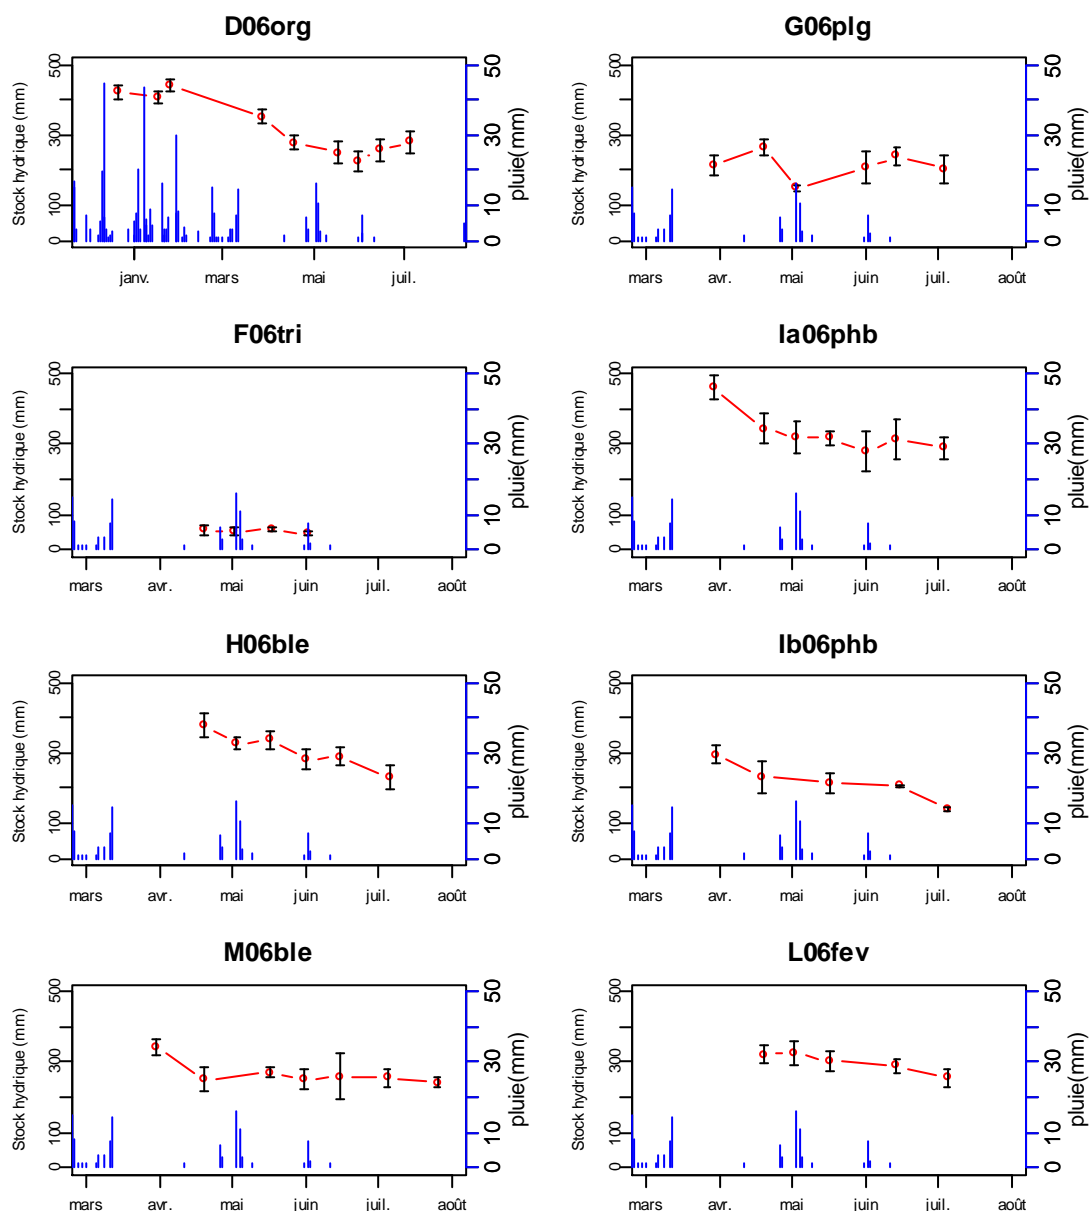 D06org
Stock hydrique (mm)
0 100 300 500
0 10 30 50
pluie(mm)
janv. mars mai juil.
G06plg
Stock hydrique (mm)
0 100 300 500
0 10 30 50
pluie(mm)
mars avr. mai juin juil. août
F06tri
Stock hydrique (mm)
0 100 300 500
0 10 30 50
pluie(mm)
mars avr. mai juin juil. août
Ia06phb
Stock hydrique (mm)
0 100 300 500
0 10 30 50
pluie(mm)
mars avr. mai juin juil. août
H06ble
Stock hydrique (mm)
0 100 300 500
0 10 30 50
pluie(mm)
mars avr. mai juin juil. août
Ib06phb
Stock hydrique (mm)
0 100 300 500
0 10 30 50
pluie(mm)
mars avr. mai juin juil. août
M06ble
Stock hydrique (mm)
0 100 300 500
0 10 30 50
pluie(mm)
mars avr. mai juin juil. août
L06fev
Stock hydrique (mm)
0 100 300 500
0 10 30 50
pluie(mm)
mars avr. mai juin juil. août